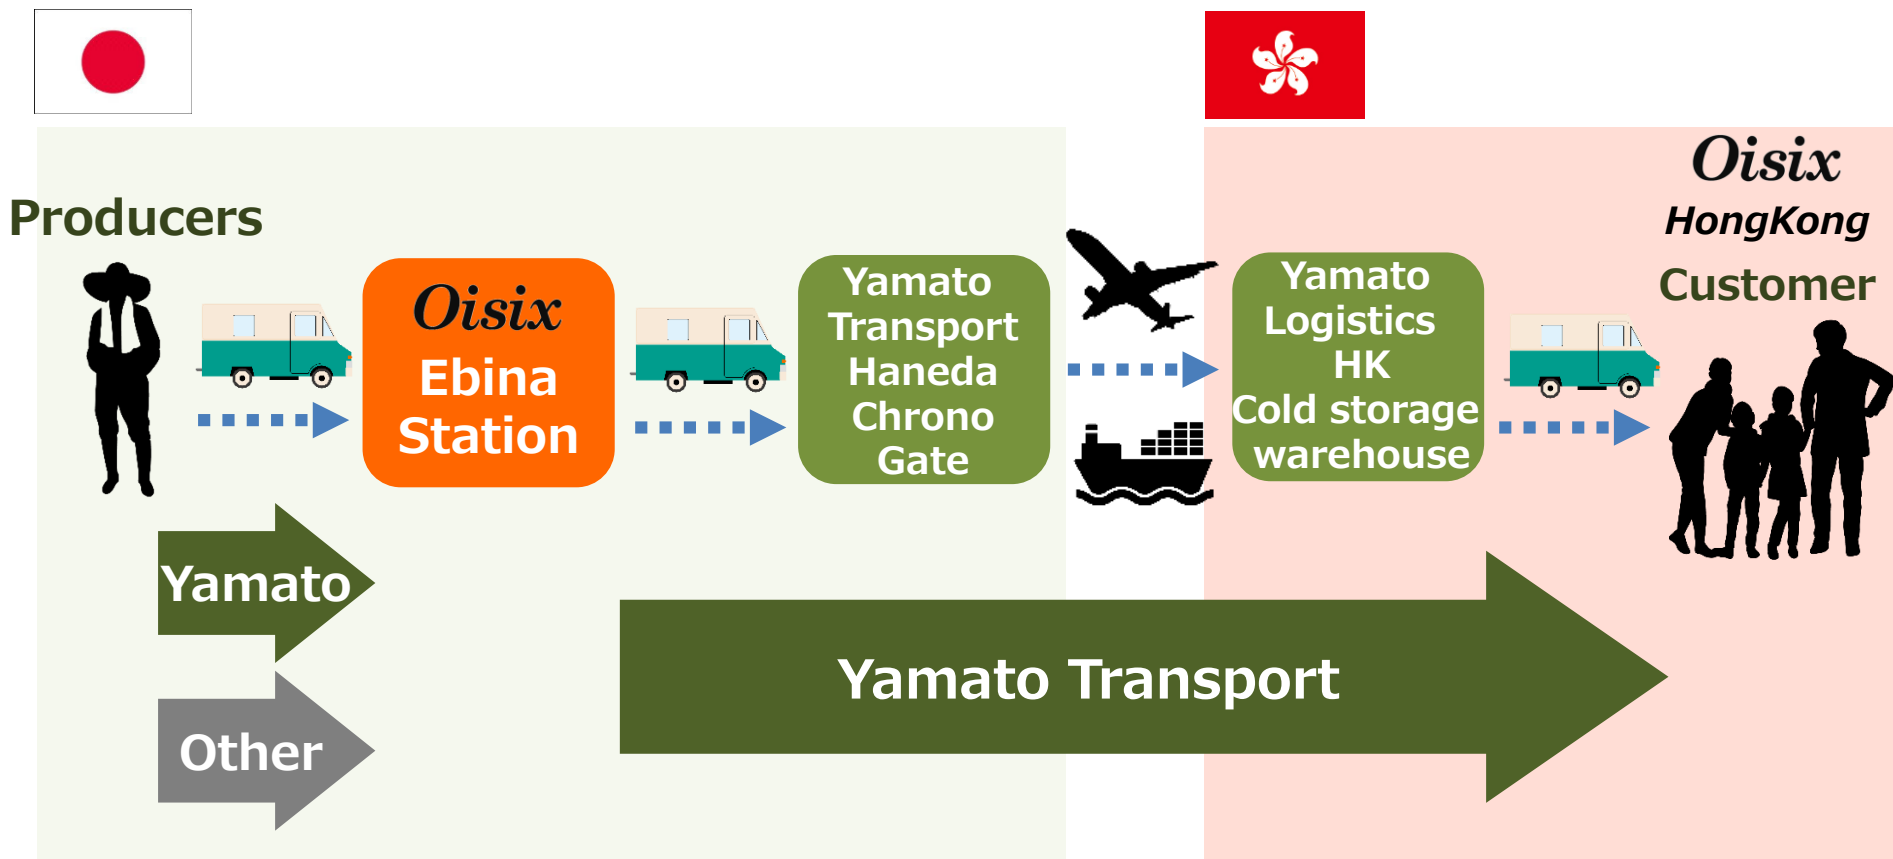 Producers
Oisix
Ebina
Station
Yamato
Transport
Haneda
Chrono
Gate
Yamato
Logistics
HK
Cold storage
warehouse
Oisix
HongKong
Customer
Yamato
Other
Yamato Transport